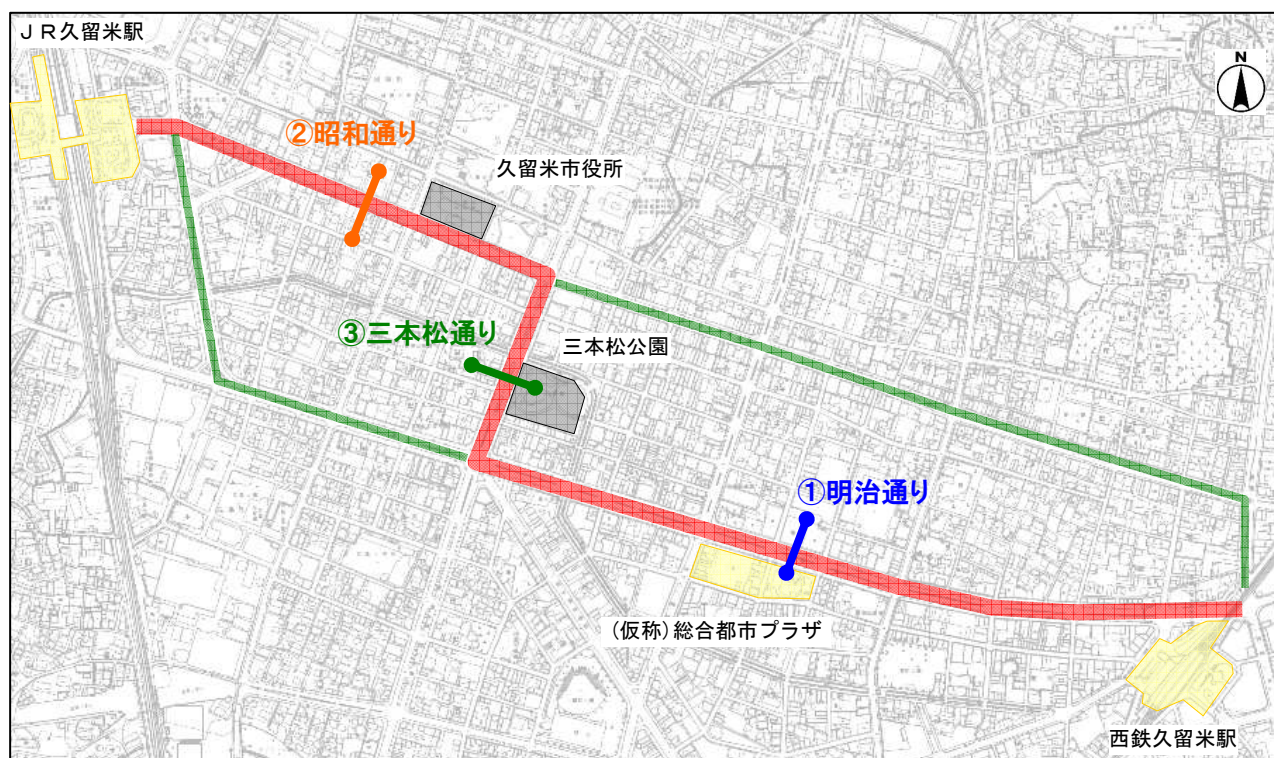 JR久留米駅
N
②昭和通り
久留米市役所
③三本松通り
三本松公園
①明治通り
(仮称)総合都市プラザ
西鉄久留米駅